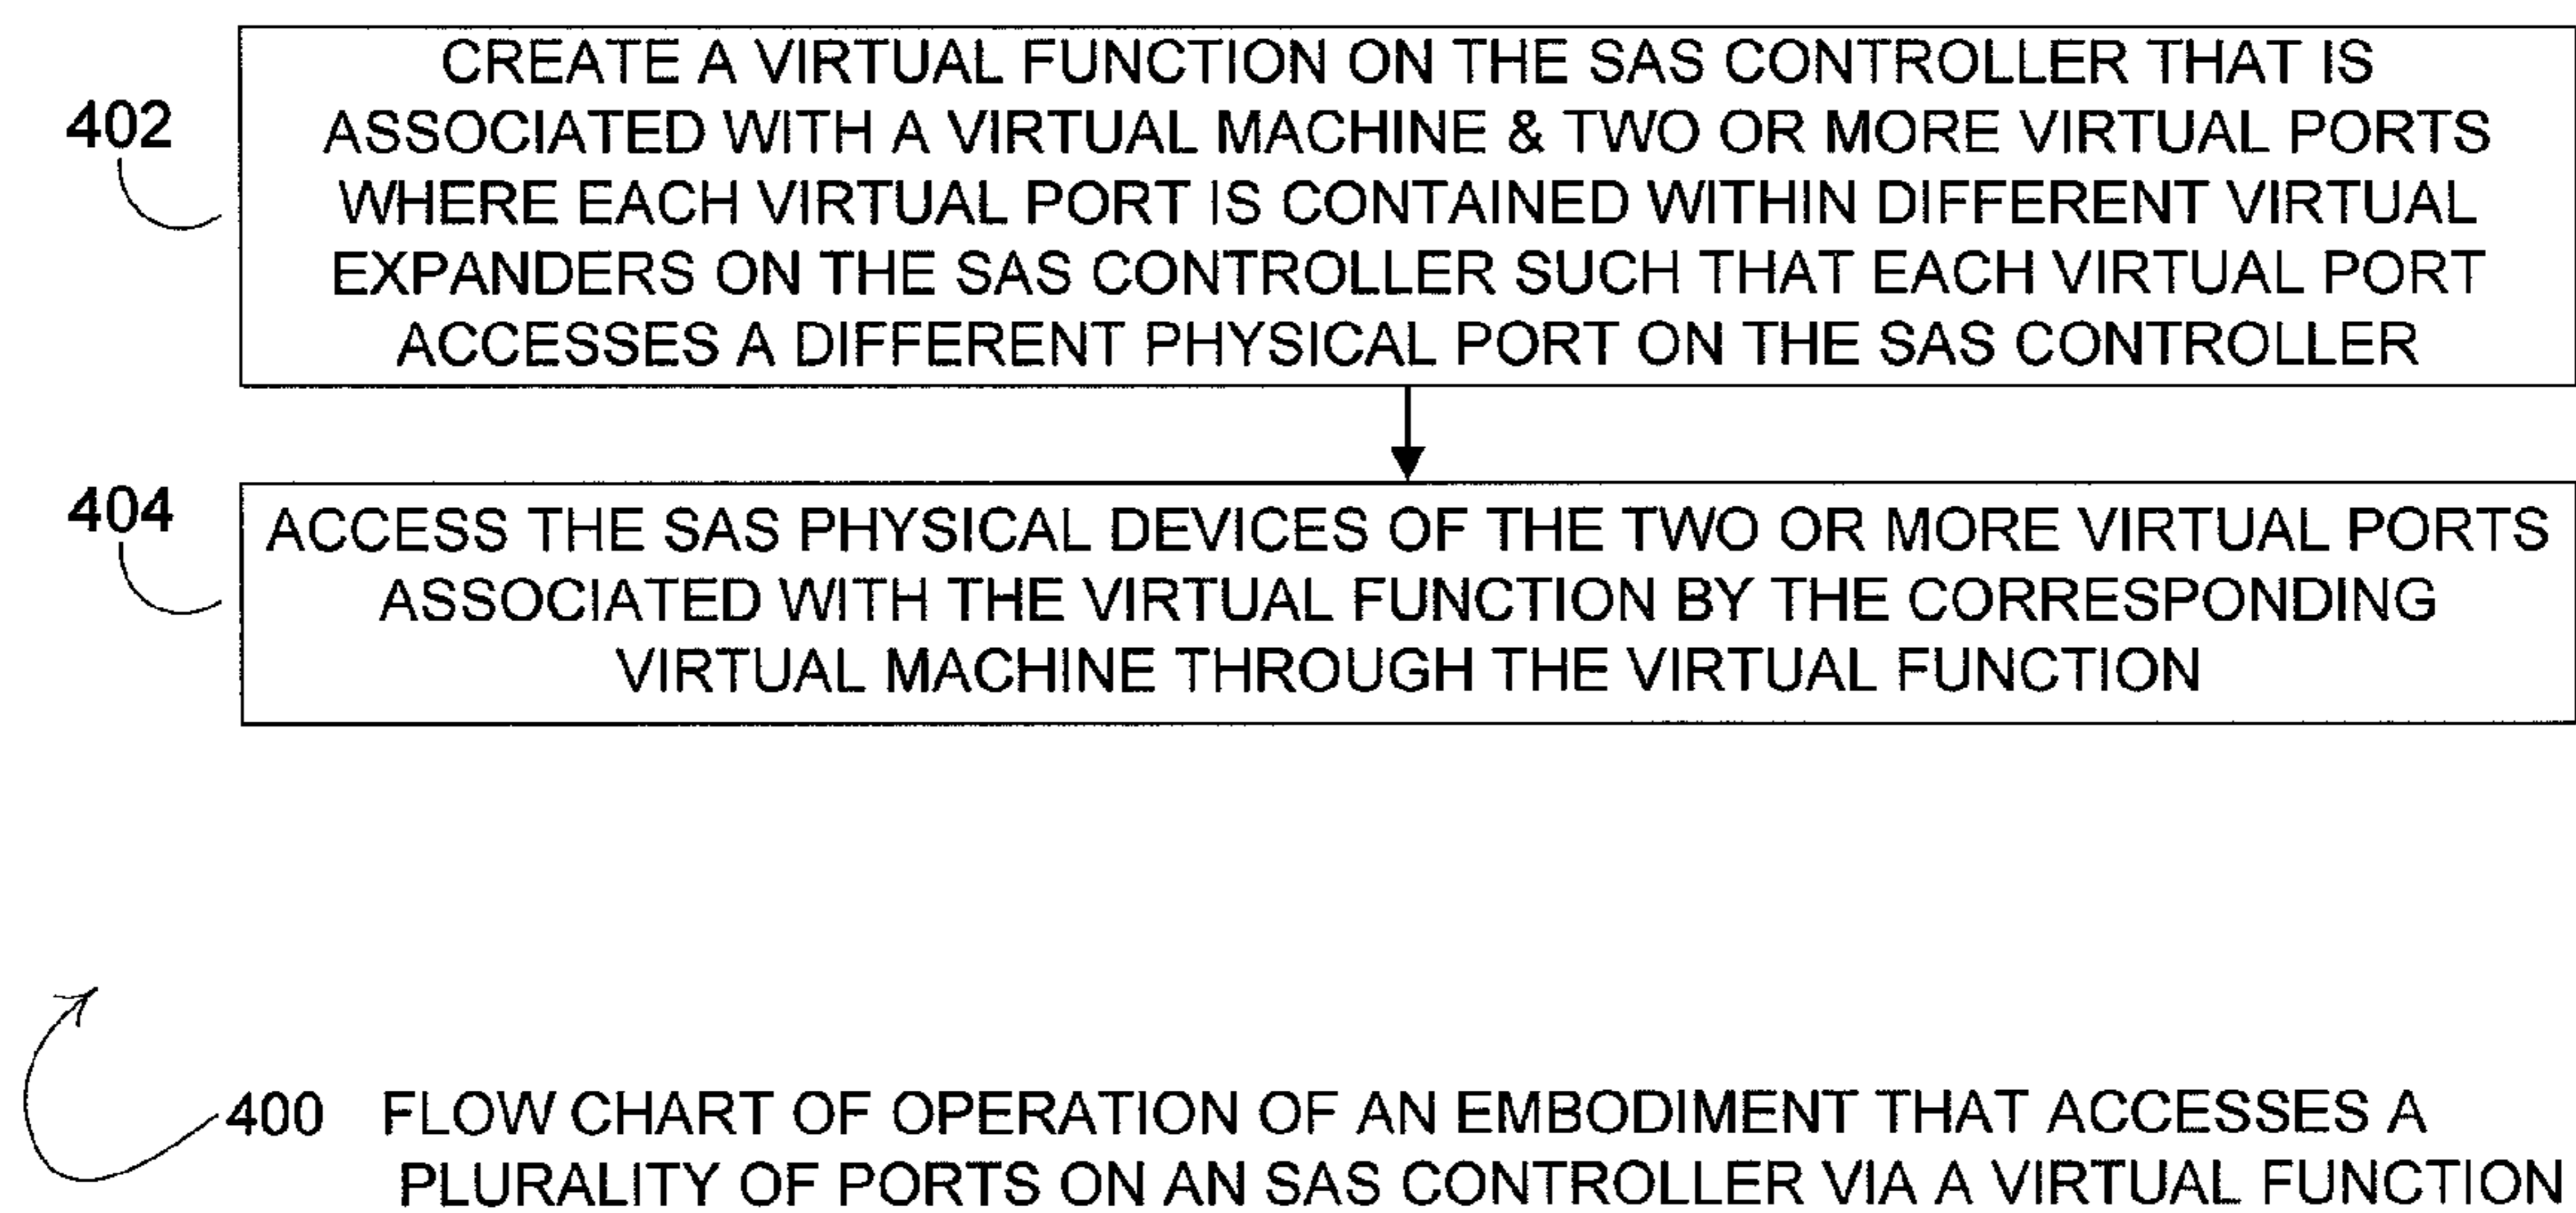 402
CREATE A VIRTUAL FUNCTION ON THE SAS CONTROLLER THAT IS
ASSOCIATED WITH A VIRTUAL MACHINE & TWO OR MORE VIRTUAL PORTS
WHERE EACH VIRTUAL PORT IS CONTAINED WITHIN DIFFERENT VIRTUAL
EXPANDERS ON THE SAS CONTROLLER SUCH THAT EACH VIRTUAL PORT
ACCESSES A DIFFERENT PHYSICAL PORT ON THE SAS CONTROLLER
404
ACCESS THE SAS PHYSICAL DEVICES OF THE TWO OR MORE VIRTUAL PORTS
ASSOCIATED WITH THE VIRTUAL FUNCTION BY THE CORRESPONDING
VIRTUAL MACHINE THROUGH THE VIRTUAL FUNCTION
400 FLOW CHART OF OPERATION OF AN EMBODIMENT THAT ACCESSES A
PLURALITY OF PORTS ON AN SAS CONTROLLER VIA A VIRTUAL FUNCTION